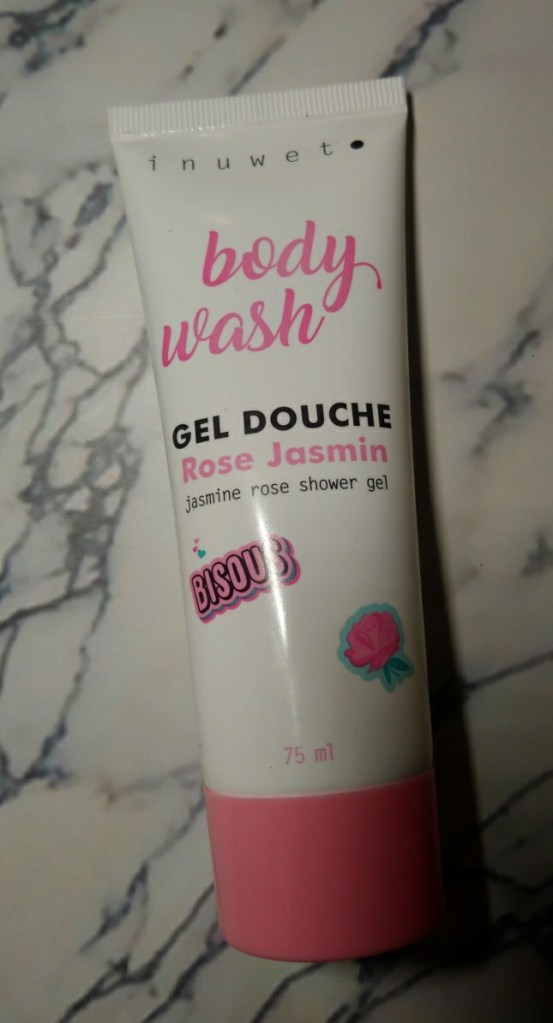 inuwet
body
wash
GEL DOUCHE
Rose Jasmin
jasmine rose shower gel
BISOUS
75 ml